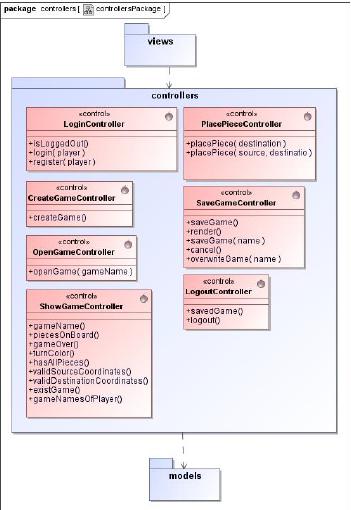 package controllers [ controllersPackage ]
views
controllers
«control»
LoginController
+isLoggedOut()
+login( player )
+register( player )
«control»
PlacePieceController
+placePiece( destination )
+placePiece( source, destinatio
«control»
CreateGameController
+createGame()
«control»
SaveGameController
+saveGame()
+render()
+saveGame( name )
+cancel()
+overwriteGame( name )
«control»
OpenGameController
+openGame( gameName )
«control»
LogoutController
+savedGame()
+logout()
«control»
ShowGameController
+gameName()
+piecesOnBoard()
+gameOver()
+turnColor()
+hasAllPieces()
+validSourceCoordinates()
+validDestinationCoordinates()
+existGame()
+gameNamesOfPlayer()
models